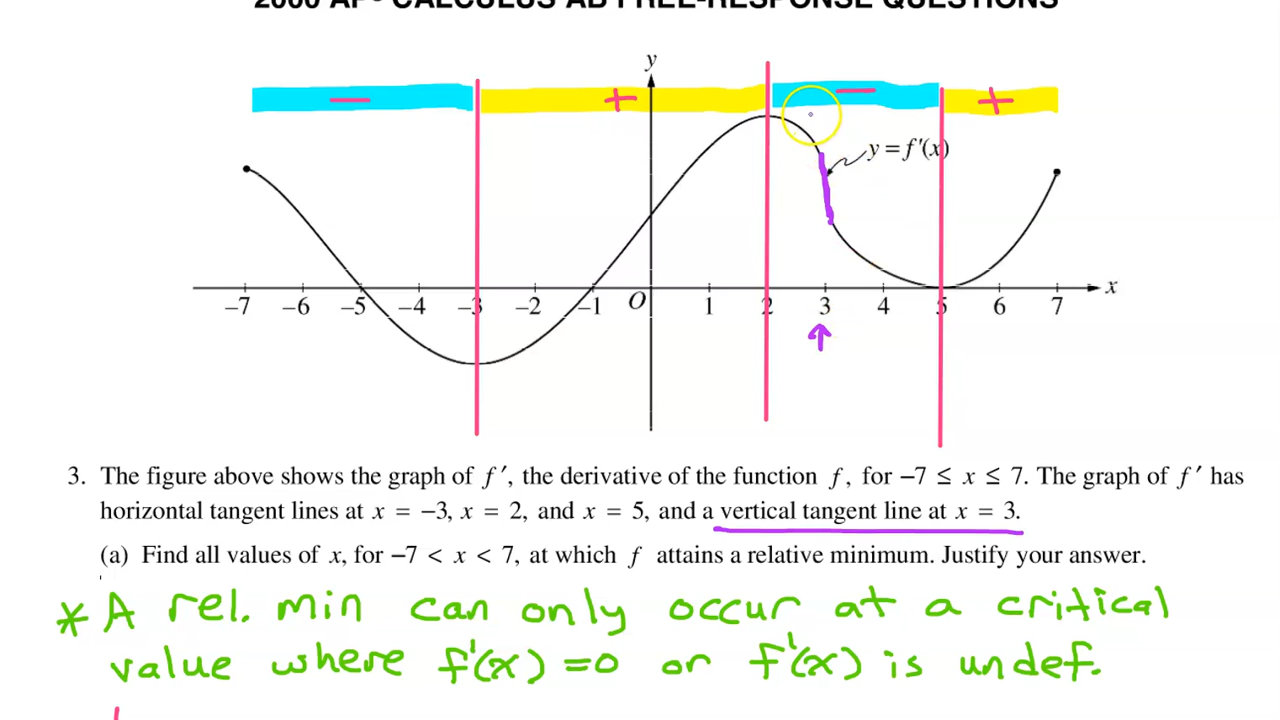 2000 AP® CALCULUS AB FREE-RESPONSE QUESTIONS
y
− + − +
y = f′(x)
−7 −6 −5 −4 −3 −2 −1 O 1 2 3 4 5 6 7 x
3. The figure above shows the graph of f′, the derivative of the function f, for −7 ≤ x ≤ 7. The graph of f′ has
horizontal tangent lines at x = −3, x = 2, and x = 5, and a vertical tangent line at x = 3.
(a) Find all values of x, for −7 < x < 7, at which f attains a relative minimum. Justify your answer.
* A rel. min can only occur at a critical
value where f'(x) = 0 or f'(x) is undef.